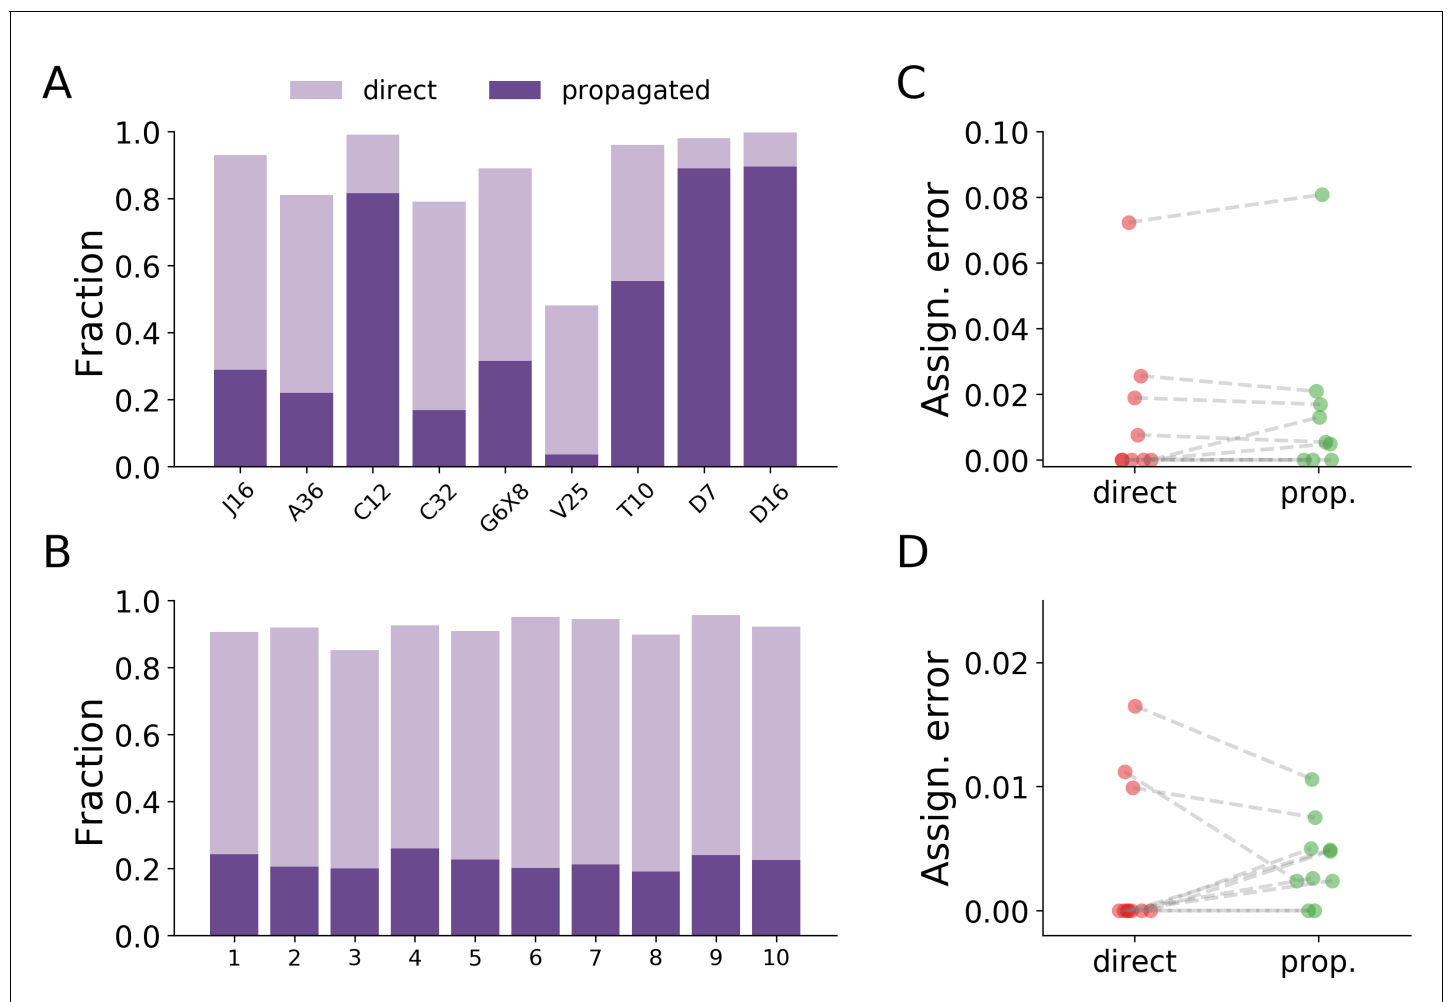 A
direct propagated
1.0
0.8
0.6
0.4
0.2
0.0
Fraction
J16 A36 C12 C32 G6X8 V25 T10 D7 D16
C
0.10
0.08
0.06
0.04
0.02
0.00
Assign. error
direct prop.
B
1.0
0.8
0.6
0.4
0.2
0.0
Fraction
1 2 3 4 5 6 7 8 9 10
D
0.02
0.01
0.00
Assign. error
direct prop.